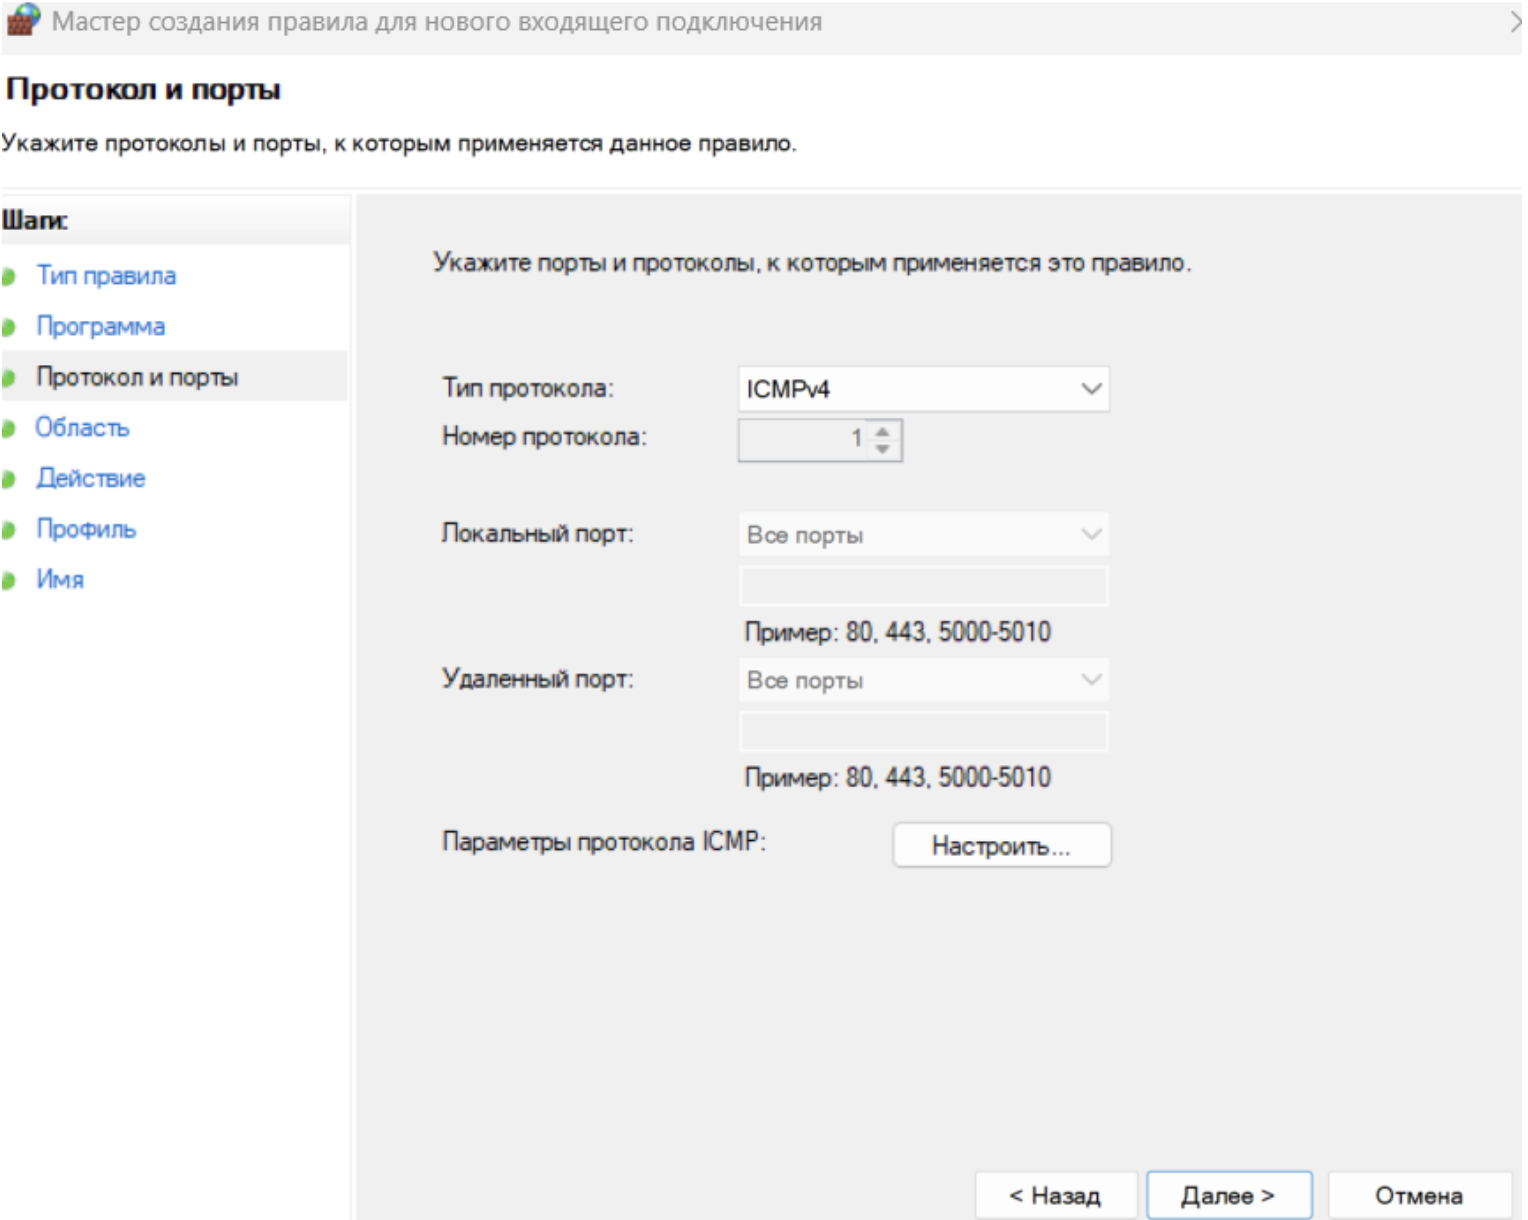 Мастер создания правила для нового входящего подключения
Протокол и порты
Укажите протоколы и порты, к которым применяется данное правило.
Шаги:
Тип правила
Программа
Протокол и порты
Область
Действие
Профиль
Имя
Укажите порты и протоколы, к которым применяется это правило.
Тип протокола: ICMPv4
Номер протокола: 1
Локальный порт: Все порты
Пример: 80, 443, 5000-5010
Удаленный порт: Все порты
Пример: 80, 443, 5000-5010
Параметры протокола ICMP: Настроить...
< Назад Далее > Отмена